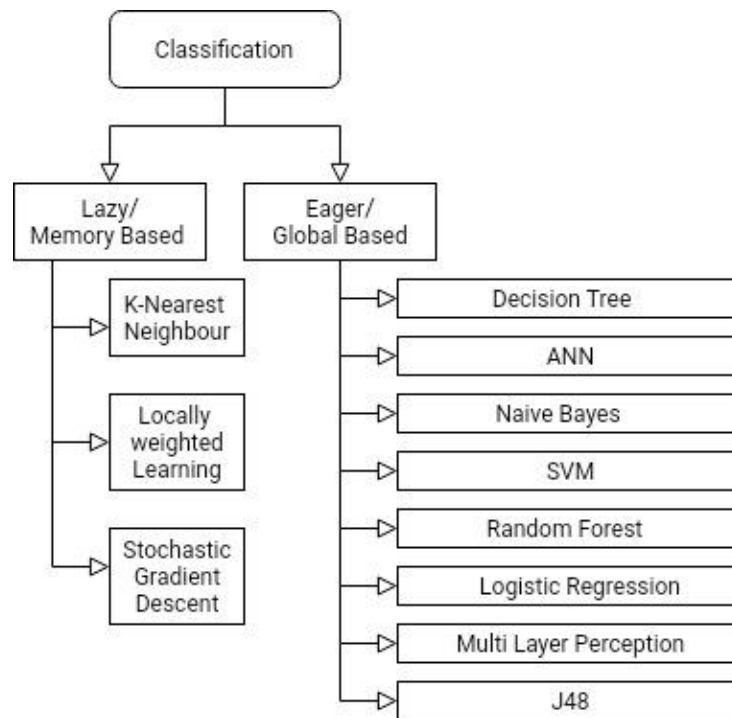 Classification
Lazy/
Memory Based
Eager/
Global Based
K-Nearest
Neighbour
Locally
weighted
Learning
Stochastic
Gradient
Descent
Decision Tree
ANN
Naive Bayes
SVM
Random Forest
Logistic Regression
Multi Layer Perception
J48